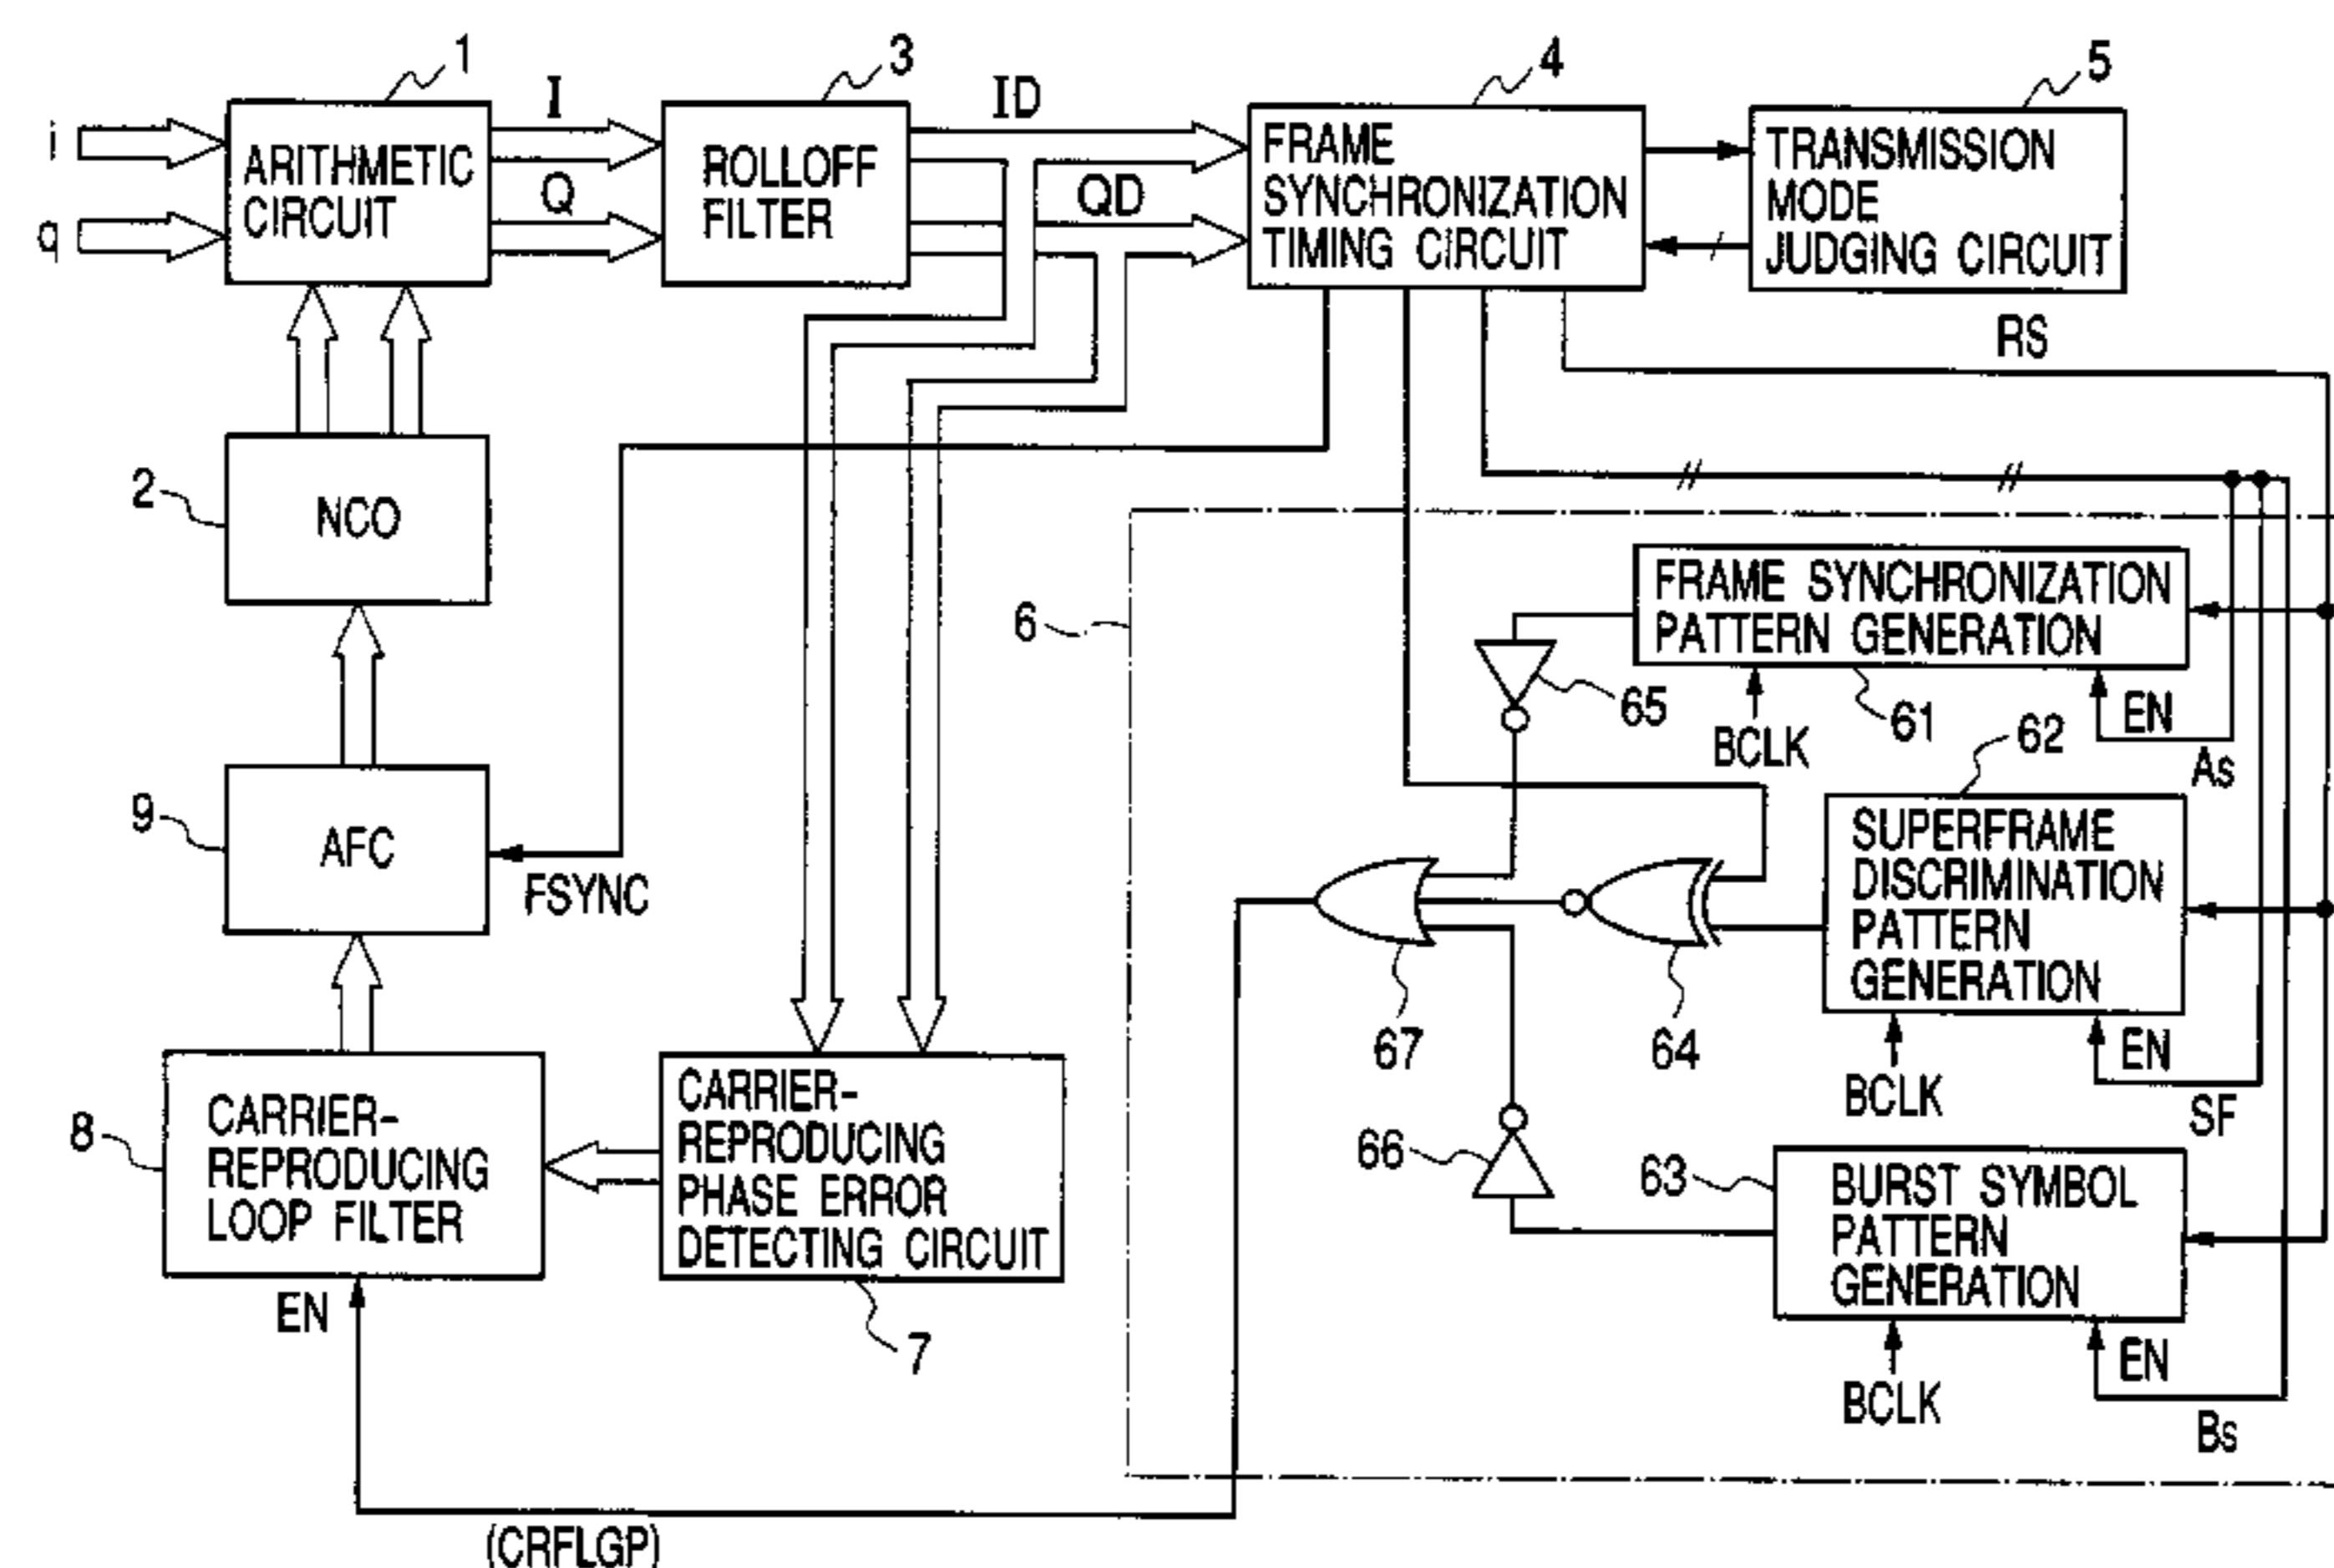 1
3
4
5
i
I
ID
ARITHMETIC
CIRCUIT
ROLLOFF
FILTER
FRAME
SYNCHRONIZATION
TIMING CIRCUIT
TRANSMISSION
MODE
JUDGING CIRCUIT
q
Q
QD
RS
2
NCO
6
FRAME SYNCHRONIZATION
PATTERN GENERATION
65
BCLK
61
EN
As
62
9
AFC
FSYNC
SUPERFRAME
DISCRIMINATION
PATTERN
GENERATION
67
64
BCLK
EN
SF
8
CARRIER-
REPRODUCING
LOOP FILTER
CARRIER-
REPRODUCING
PHASE ERROR
DETECTING CIRCUIT
66
63
BURST SYMBOL
PATTERN
GENERATION
EN
7
BCLK
EN
Bs
(CRFLGP)